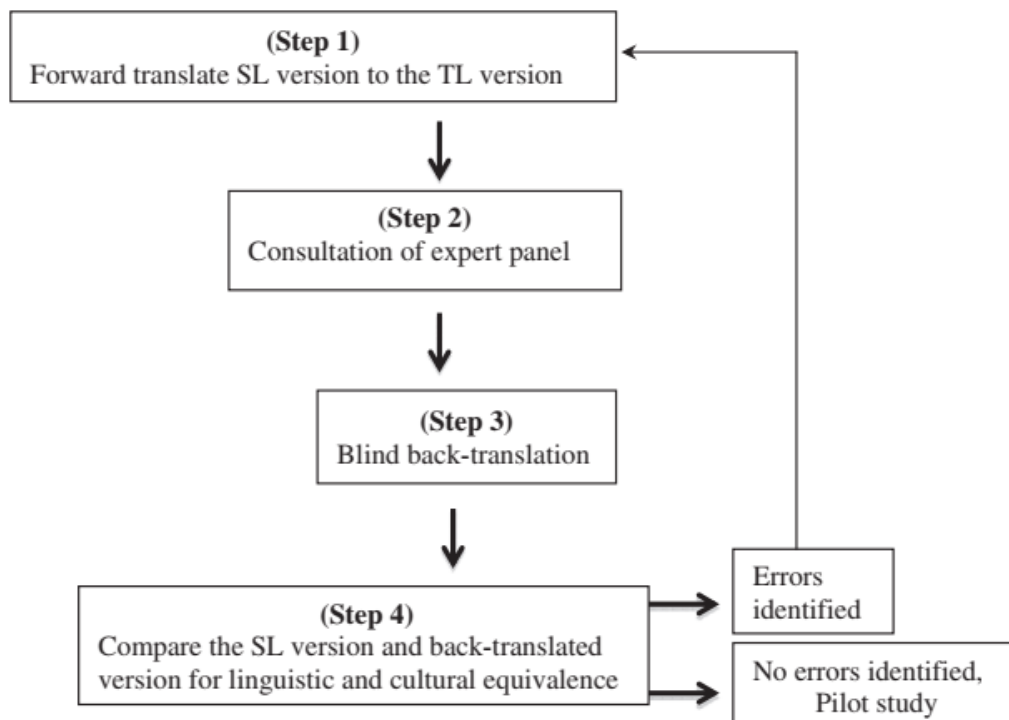 (Step 1)
Forward translate SL version to the TL version
(Step 2)
Consultation of expert panel
(Step 3)
Blind back-translation
(Step 4)
Compare the SL version and back-translated
version for linguistic and cultural equivalence
Errors
identified
No errors identified,
Pilot study